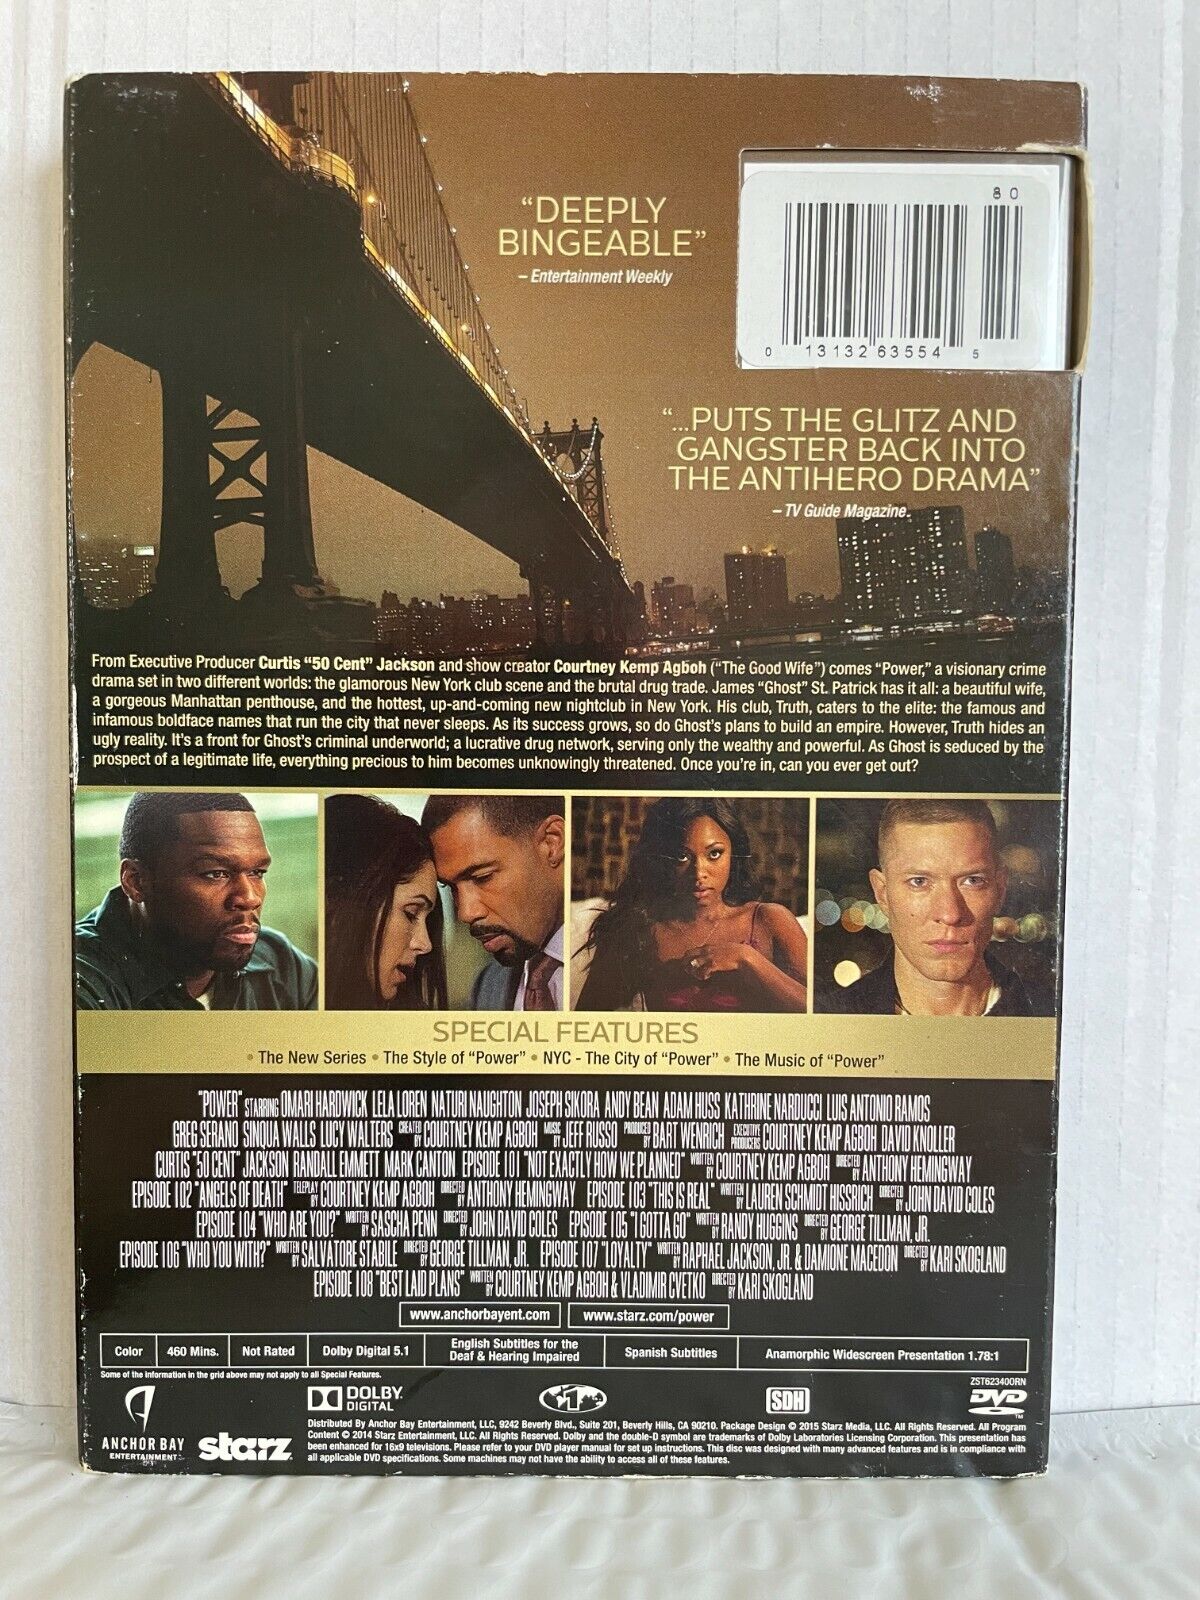 80
"DEEPLY
BINGEABLE"
– Entertainment Weekly
0 13132 63554 5
"...PUTS THE GLITZ AND
GANGSTER BACK INTO
THE ANTIHERO DRAMA"
– TV Guide Magazine
From Executive Producer Curtis "50 Cent" Jackson and show creator Courtney Kemp Agboh ("The Good Wife") comes "Power," a visionary crime
drama set in two different worlds: the glamorous New York club scene and the brutal drug trade. James "Ghost" St. Patrick has it all: a beautiful wife,
a gorgeous Manhattan penthouse, and the hottest, up-and-coming new nightclub in New York. His club, Truth, caters to the elite: the famous and
infamous boldface names that run the city that never sleeps. As its success grows, so do Ghost's plans to build an empire. However, Truth hides an
ugly reality. It's a front for Ghost's criminal underworld; a lucrative drug network, serving only the wealthy and powerful. As Ghost is seduced by the
prospect of a legitimate life, everything precious to him becomes unknowingly threatened. Once you're in, can you ever get out?
SPECIAL FEATURES
• The New Series • The Style of "Power" • NYC - The City of "Power" • The Music of "Power"
"POWER" STARRING OMARI HARDWICK LELA LOREN NATURI NAUGHTON JOSEPH SIKORA ANDY BEAN ADAM HUSS KATHRINE NARDUCCI LUIS ANTONIO RAMOS
GREG SERANO SINQUA WALLS LUCY WALTERS CREATED BY COURTNEY KEMP AGBOH MUSIC BY JEFF RUSSO PRODUCED BY BART WENRICH EXECUTIVE PRODUCERS COURTNEY KEMP AGBOH DAVID KNOLLER
CURTIS "50 CENT" JACKSON RANDALL EMMETT MARK CANTON EPISODE 101 "NOT EXACTLY HOW WE PLANNED" WRITTEN BY COURTNEY KEMP AGBOH DIRECTED BY ANTHONY HEMINGWAY
EPISODE 102 "ANGELS OF DEATH" TELEPLAY BY COURTNEY KEMP AGBOH DIRECTED BY ANTHONY HEMINGWAY EPISODE 103 "THIS IS REAL" WRITTEN BY LAUREN SCHMIDT HISSRICH DIRECTED BY JOHN DAVID COLES
EPISODE 104 "WHO ARE YOU?" WRITTEN BY SASCHA PENN DIRECTED BY JOHN DAVID COLES EPISODE 105 "I GOTTA GO" WRITTEN BY RANDY HUGGINS DIRECTED BY GEORGE TILLMAN, JR.
EPISODE 106 "WHO YOU WITH?" WRITTEN BY SALVATORE STABILE DIRECTED BY GEORGE TILLMAN, JR. EPISODE 107 "LOYALTY" WRITTEN BY RAPHAEL JACKSON, JR. & DAMIONE MACEDON DIRECTED BY KARI SKOGLAND
EPISODE 108 "BEST LAID PLANS" WRITTEN BY COURTNEY KEMP AGBOH & VLADIMIR CVETKO DIRECTED BY KARI SKOGLAND
www.anchorbayent.com www.starz.com/power
Color 460 Mins. Not Rated Dolby Digital 5.1 English Subtitles for the Deaf & Hearing Impaired Spanish Subtitles Anamorphic Widescreen Presentation 1.78:1
Some of the information in the grid above may not apply to all Special Features.
ZST62340ORN
DOLBY
DIGITAL
1
SDH
DVD
TM
ANCHOR BAY
ENTERTAINMENT
starz
Distributed By Anchor Bay Entertainment, LLC, 9242 Beverly Blvd., Suite 201, Beverly Hills, CA 90210. Package Design © 2015 Starz Media, LLC. All Rights Reserved. All Program
Content © 2014 Starz Entertainment, LLC. All Rights Reserved. Dolby and the double-D symbol are trademarks of Dolby Laboratories Licensing Corporation. This presentation has
been enhanced for 16x9 televisions. Please refer to your DVD player manual for set up instructions. This disc was designed with many advanced features and is in compliance with
all applicable DVD specifications. Some machines may not have the ability to access all of these features.